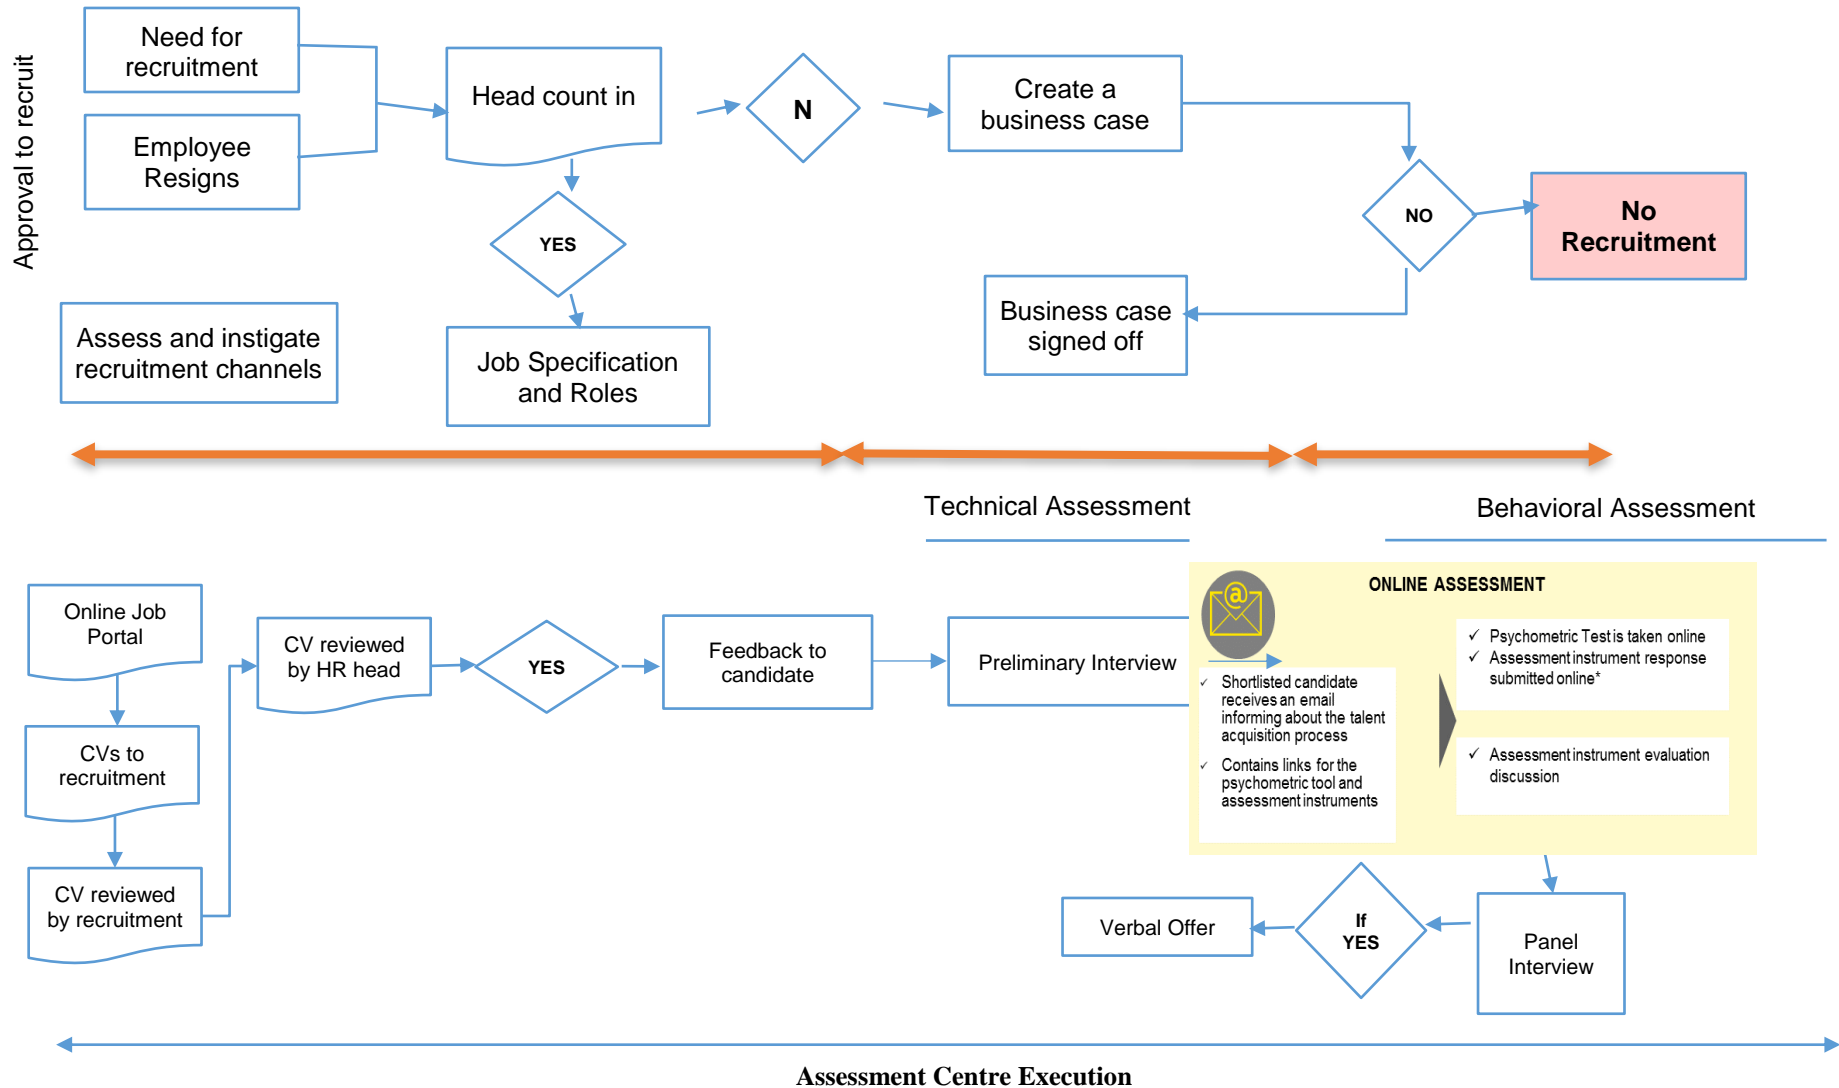 Approval to recruit
Need for
recruitment
Employee
Resigns
Head count in
N
YES
Create a
business case
NO
No
Recruitment
Business case
signed off
Assess and instigate
recruitment channels
Job Specification
and Roles
Technical Assessment
Behavioral Assessment
Online Job
Portal
CVs to
recruitment
CV reviewed
by recruitment
CV reviewed
by HR head
YES
Feedback to
candidate
Preliminary Interview
@
ONLINE ASSESSMENT
✓ Shortlisted candidate
receives an email
informing about the talent
acquisition process
✓ Contains links for the
psychometric tool and
assessment instruments
✓ Psychometric Test is taken online
✓ Assessment instrument response
submitted online*
✓ Assessment instrument evaluation
discussion
Panel
Interview
If
YES
Verbal Offer
Assessment Centre Execution